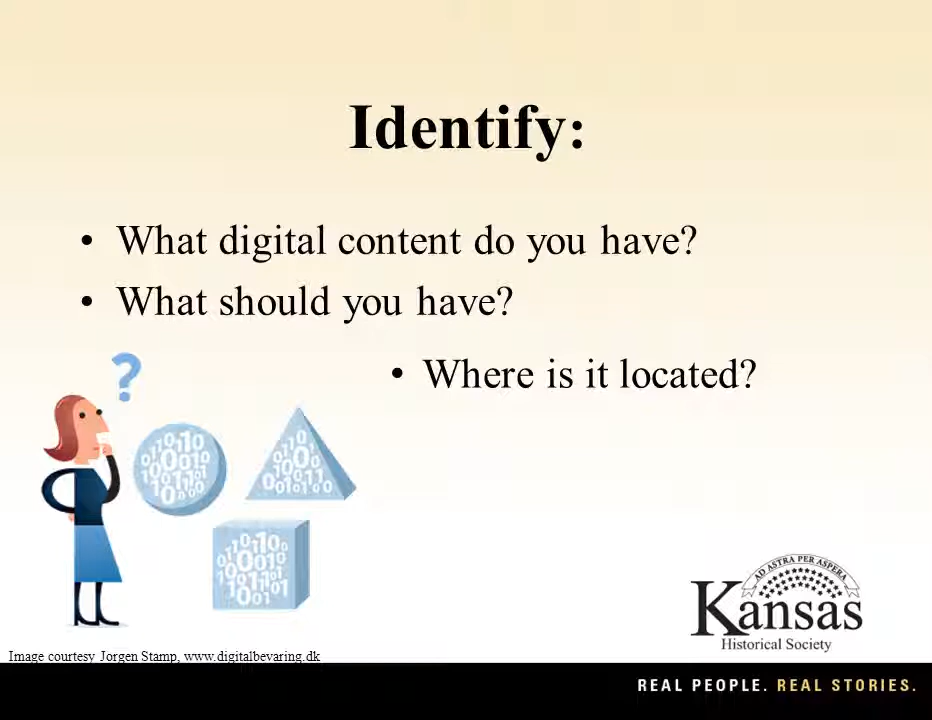 Identify:
• What digital content do you have?
• What should you have?
• Where is it located?
?
AD ASTRA PER ASPERA
Kansas
Historical Society
Image courtesy Jorgen Stamp, www.digitalbevaring.dk
REAL PEOPLE. REAL STORIES.